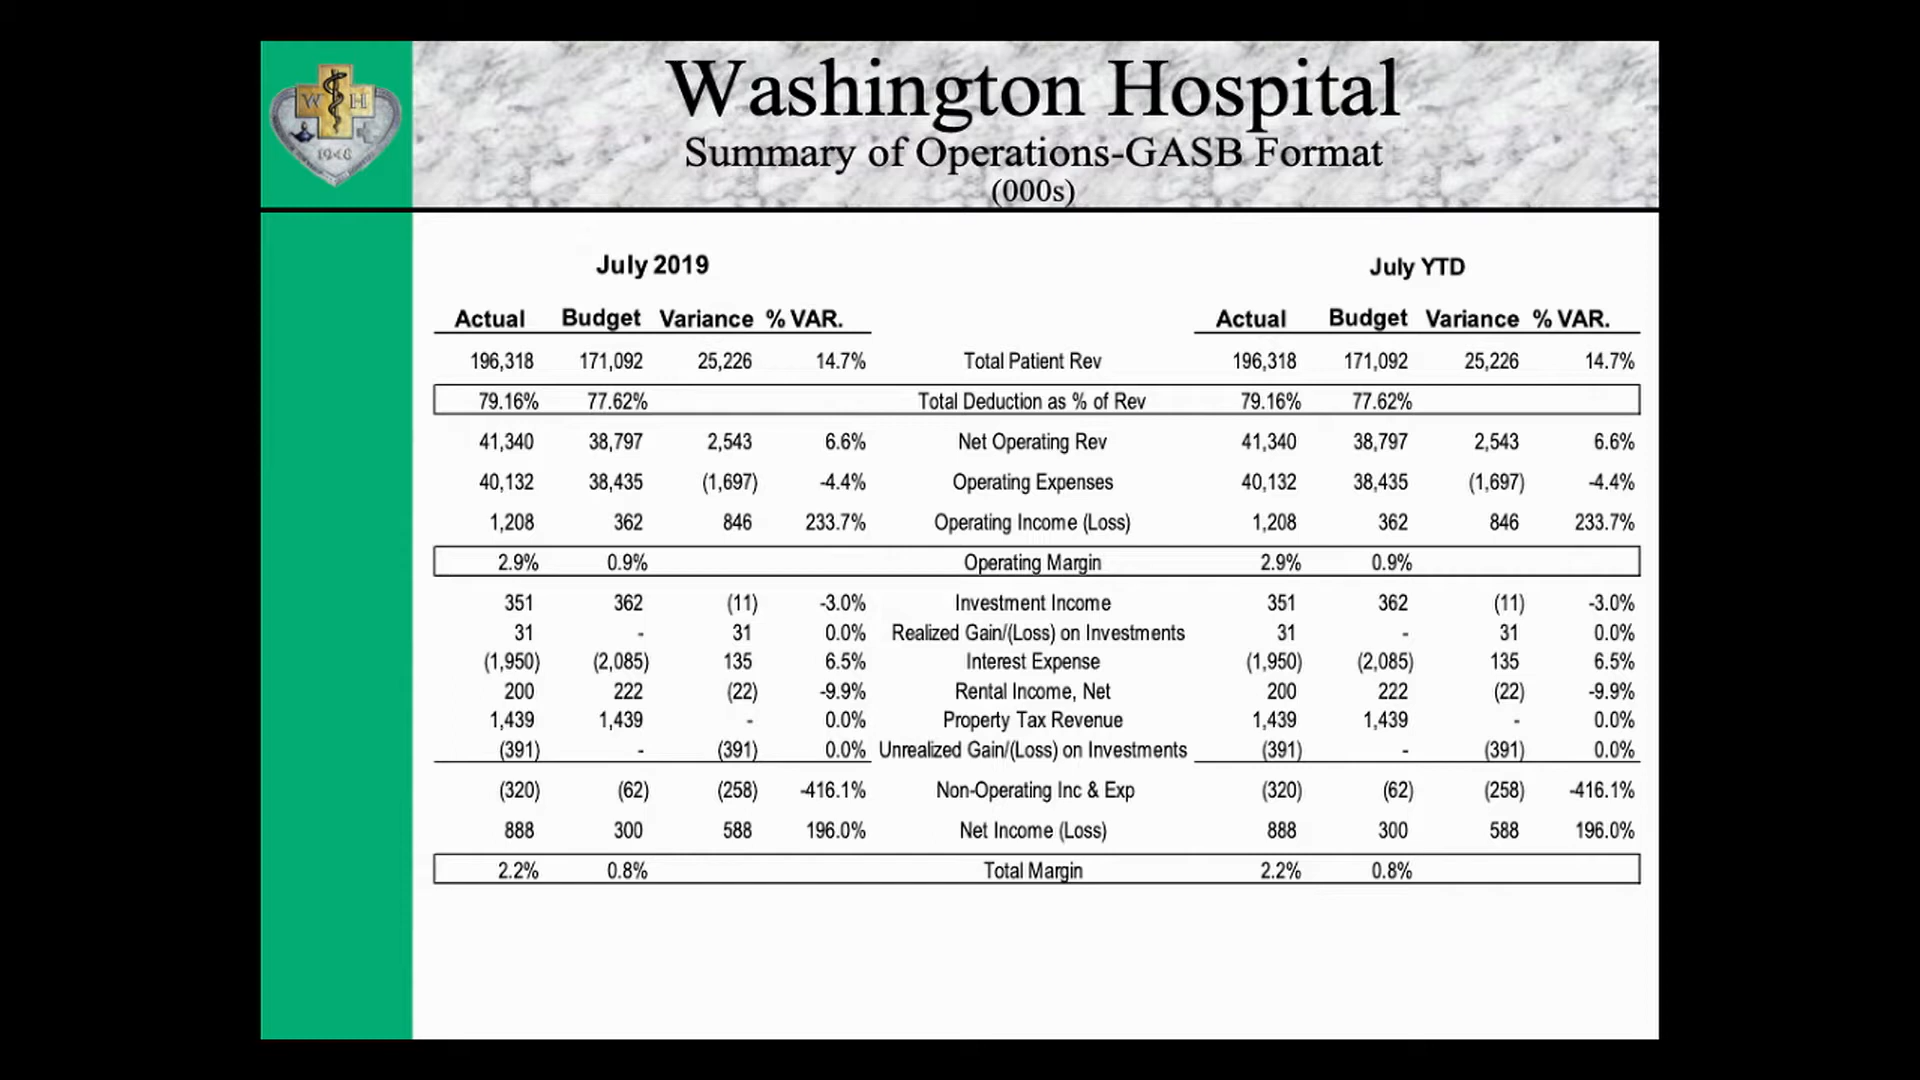 W H
1948
Washington Hospital
Summary of Operations-GASB Format
(000s)
July 2019 July YTD
Actual Budget Variance % VAR. Actual Budget Variance % VAR.
196,318 171,092 25,226 14.7% Total Patient Rev 196,318 171,092 25,226 14.7%
79.16% 77.62% Total Deduction as % of Rev 79.16% 77.62%
41,340 38,797 2,543 6.6% Net Operating Rev 41,340 38,797 2,543 6.6%
40,132 38,435 (1,697) -4.4% Operating Expenses 40,132 38,435 (1,697) -4.4%
1,208 362 846 233.7% Operating Income (Loss) 1,208 362 846 233.7%
2.9% 0.9% Operating Margin 2.9% 0.9%
351 362 (11) -3.0% Investment Income 351 362 (11) -3.0%
31 - 31 0.0% Realized Gain/(Loss) on Investments 31 - 31 0.0%
(1,950) (2,085) 135 6.5% Interest Expense (1,950) (2,085) 135 6.5%
200 222 (22) -9.9% Rental Income, Net 200 222 (22) -9.9%
1,439 1,439 - 0.0% Property Tax Revenue 1,439 1,439 - 0.0%
(391) - (391) 0.0% Unrealized Gain/(Loss) on Investments (391) - (391) 0.0%
(320) (62) (258) -416.1% Non-Operating Inc & Exp (320) (62) (258) -416.1%
888 300 588 196.0% Net Income (Loss) 888 300 588 196.0%
2.2% 0.8% Total Margin 2.2% 0.8%